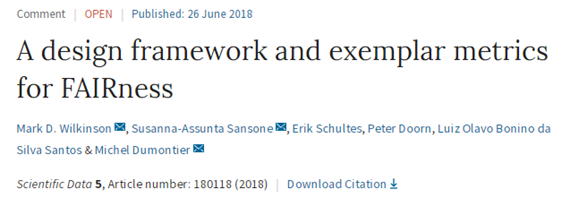 Comment | OPEN | Published: 26 June 2018
A design framework and exemplar metrics
for FAIRness
Mark D. Wilkinson, Susanna-Assunta Sansone, Erik Schultes, Peter Doorn, Luiz Olavo Bonino da
Silva Santos & Michel Dumontier
Scientific Data 5, Article number: 180118 (2018) | Download Citation